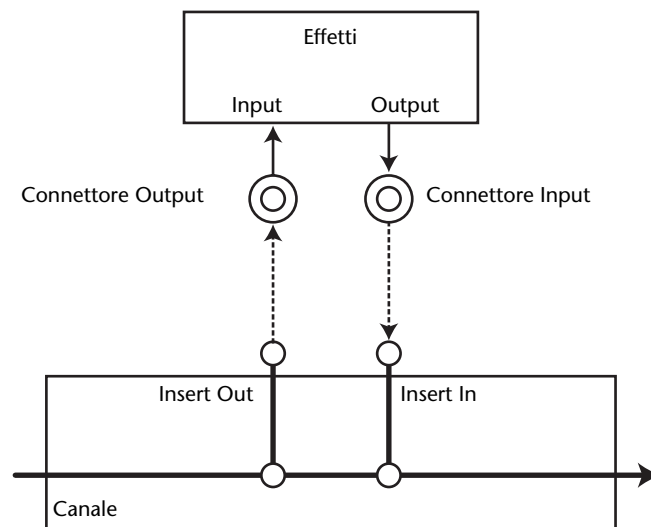 Effetti
Input Output
Connettore Output Connettore Input
Insert Out Insert In
Canale